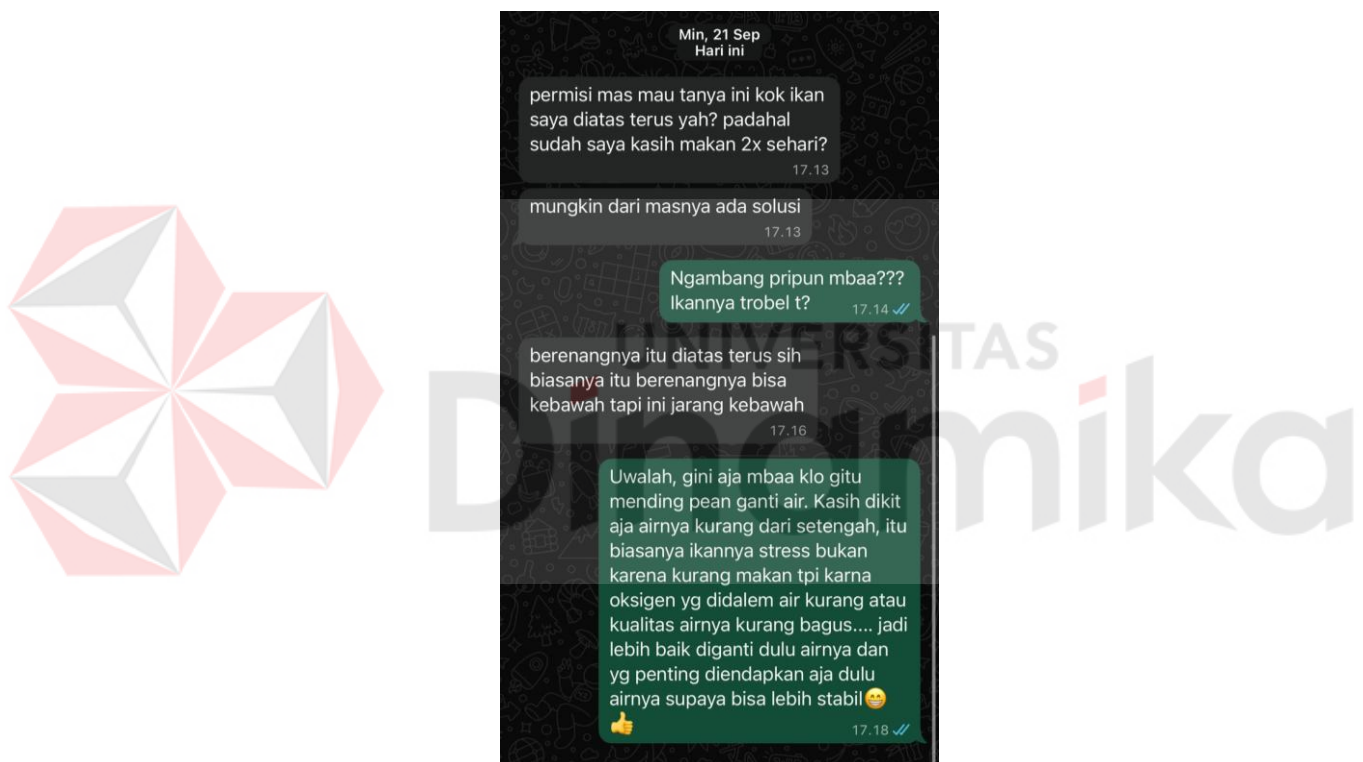 Min, 21 Sep
Hari ini
permisi mas mau tanya ini kok ikan
saya diatas terus yah? padahal
sudah saya kasih makan 2x sehari?
17.13
mungkin dari masnya ada solusi
17.13
Ngambang pripun mbaa???
Ikannya trobel t?
17.14
UNIVERSITAS
Dinamika
berenangnya itu diatas terus sih
biasanya itu berenangnya bisa
kebawah tapi ini jarang kebawah
17.16
Uwalah, gini aja mbaa klo gitu
mending pean ganti air. Kasih dikit
aja airnya kurang dari setengah, itu
biasanya ikannya stress bukan
karena kurang makan tpi karna
oksigen yg didalem air kurang atau
kualitas airnya kurang bagus.... jadi
lebih baik diganti dulu airnya dan
yg penting diendapkan aja dulu
airnya supaya bisa lebih stabil😁
👍
17.18